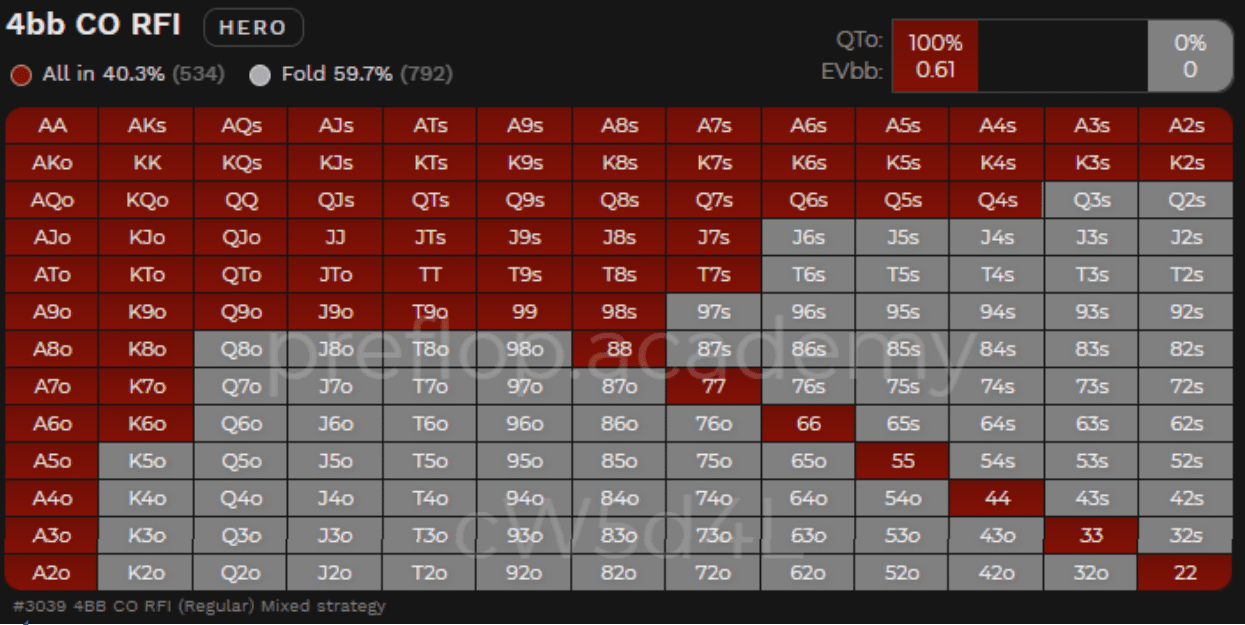 4bb CO RFI HERO
QTo: 100% 0%
EVbb: 0.61 0
All in 40.3% (534) Fold 59.7% (792)
AA AKs AQs AJs ATs A9s A8s A7s A6s A5s A4s A3s A2s
AKo KK KQs KJs KTs K9s K8s K7s K6s K5s K4s K3s K2s
AQo KQo QQ QJs QTs Q9s Q8s Q7s Q6s Q5s Q4s Q3s Q2s
AJo KJo QJo JJ JTs J9s J8s J7s J6s J5s J4s J3s J2s
ATo KTo QTo JTo TT T9s T8s T7s T6s T5s T4s T3s T2s
A9o K9o Q9o J9o T9o 99 98s 97s 96s 95s 94s 93s 92s
A8o K8o Q8o J8o T8o 98o 88 87s 86s 85s 84s 83s 82s
preflop.academy
A7o K7o Q7o J7o T7o 97o 87o 77 76s 75s 74s 73s 72s
A6o K6o Q6o J6o T6o 96o 86o 76o 66 65s 64s 63s 62s
A5o K5o Q5o J5o T5o 95o 85o 75o 65o 55 54s 53s 52s
A4o K4o Q4o J4o T4o 94o 84o 74o 64o 54o 44 43s 42s
cW5d4L
A3o K3o Q3o J3o T3o 93o 83o 73o 63o 53o 43o 33 32s
A2o K2o Q2o J2o T2o 92o 82o 72o 62o 52o 42o 32o 22
#3039 4BB CO RFI (Regular) Mixed strategy